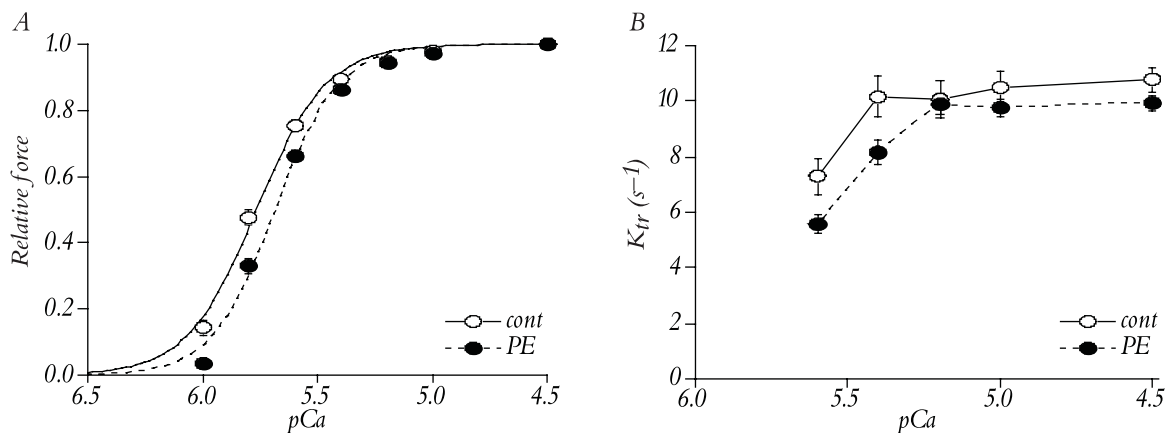 A
Relative force
1.0
0.8
0.6
0.4
0.2
0.0
6.5 6.0 5.5 5.0 4.5
pCa
cont
PE
B
Ktr (s–1)
12
10
8
6
4
2
0
6.0 5.5 5.0 4.5
pCa
cont
PE